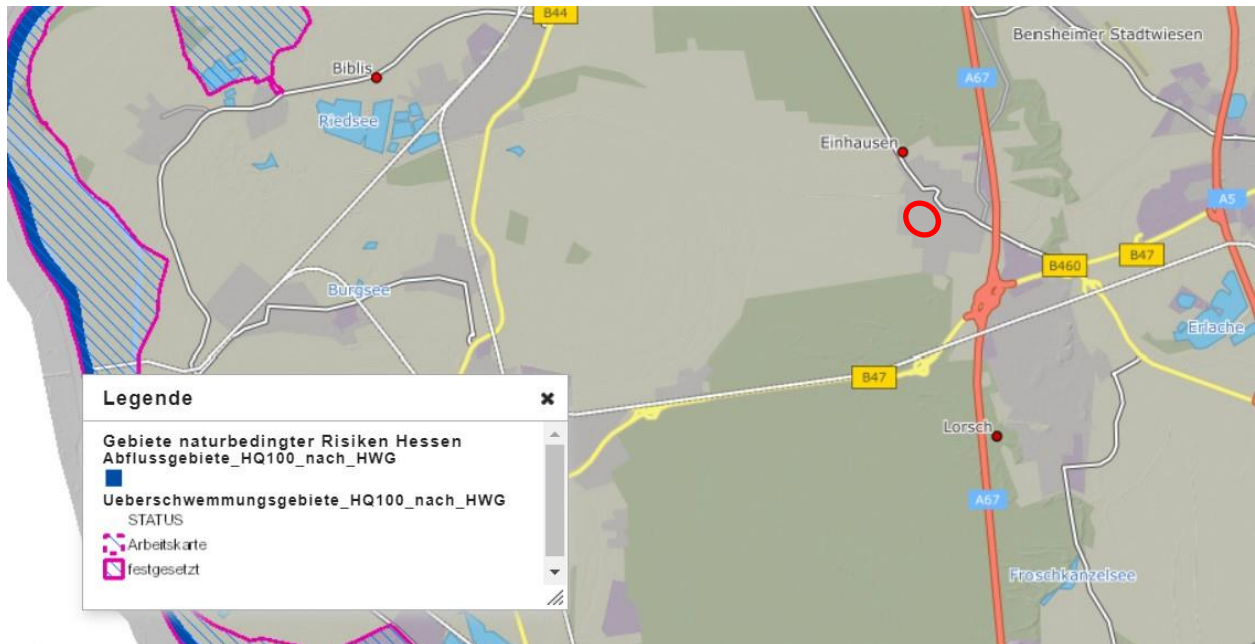 B44
Bensheimer Stadtwiesen
Biblis
A67
Riedsee
Einhausen
A5
B47
B460
Burgsee
Erlache
B47
Legende
Gebiete naturbedingter Risiken Hessen
Abflussgebiete_HQ100_nach_HWG
Ueberschwemmungsgebiete_HQ100_nach_HWG
STATUS
Arbeitskarte
festgesetzt
Lorsch
A67
Froschkanzelsee